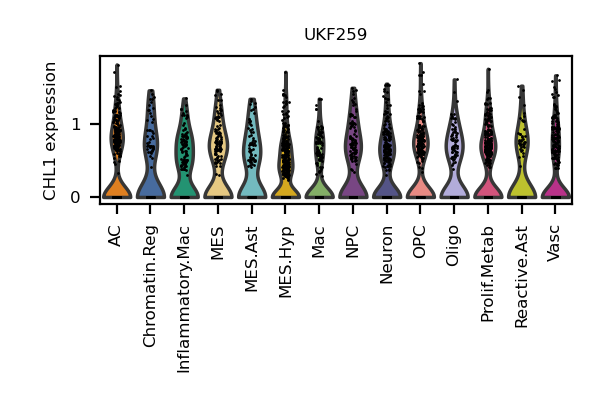 UKF259
CHL1 expression
1
0
AC
Chromatin.Reg
Inflammatory.Mac
MES
MES.Ast
MES.Hyp
Mac
NPC
Neuron
OPC
Oligo
Prolif.Metab
Reactive.Ast
Vasc